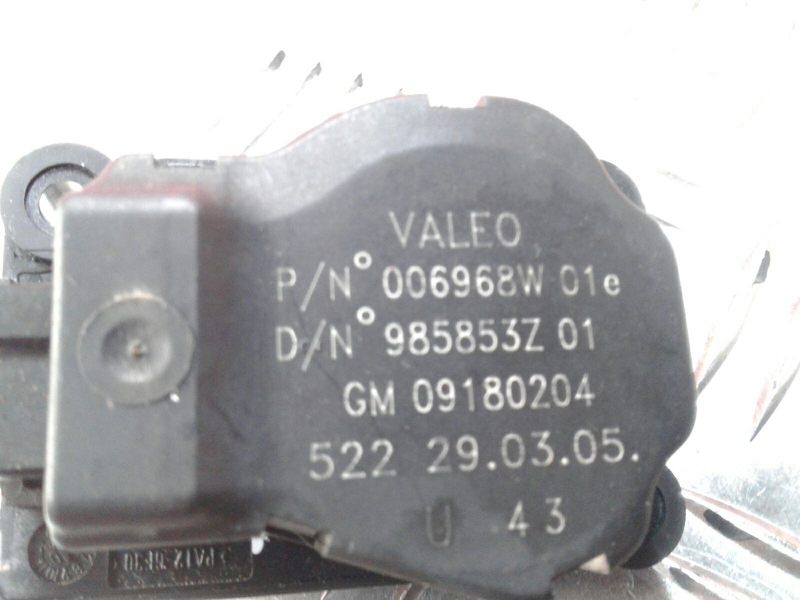 VALEO
P/N° 006968W 01e
D/N° 985853Z 01
GM 09180204
522 29.03.05.
U 43